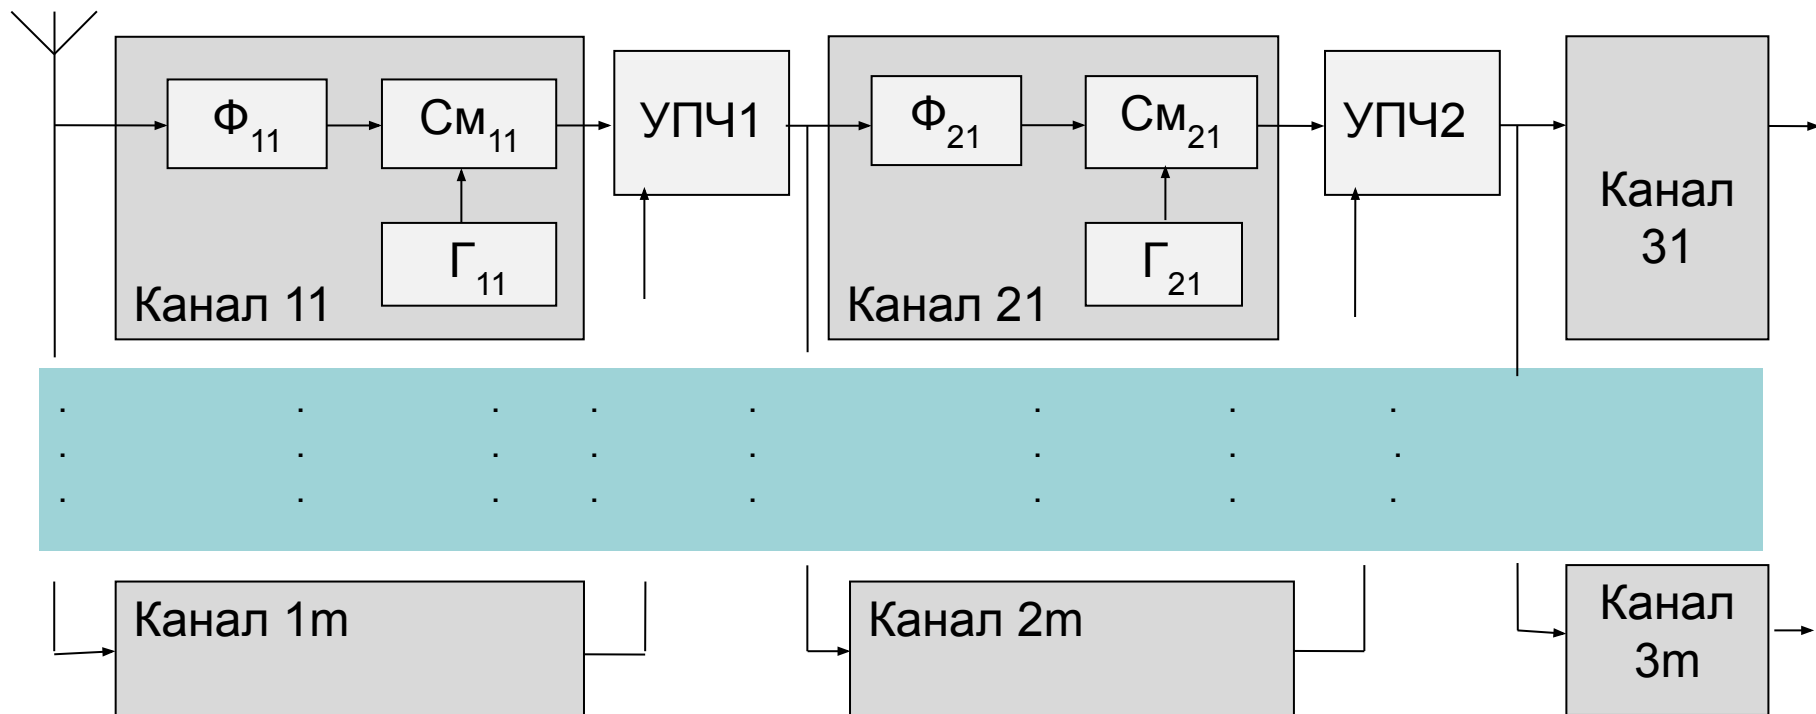 Ф11
См11
УПЧ1
Ф21
См21
УПЧ2
Канал
31
Г11
Г21
Канал 11
Канал 21
Канал 1m
Канал 2m
Канал
3m